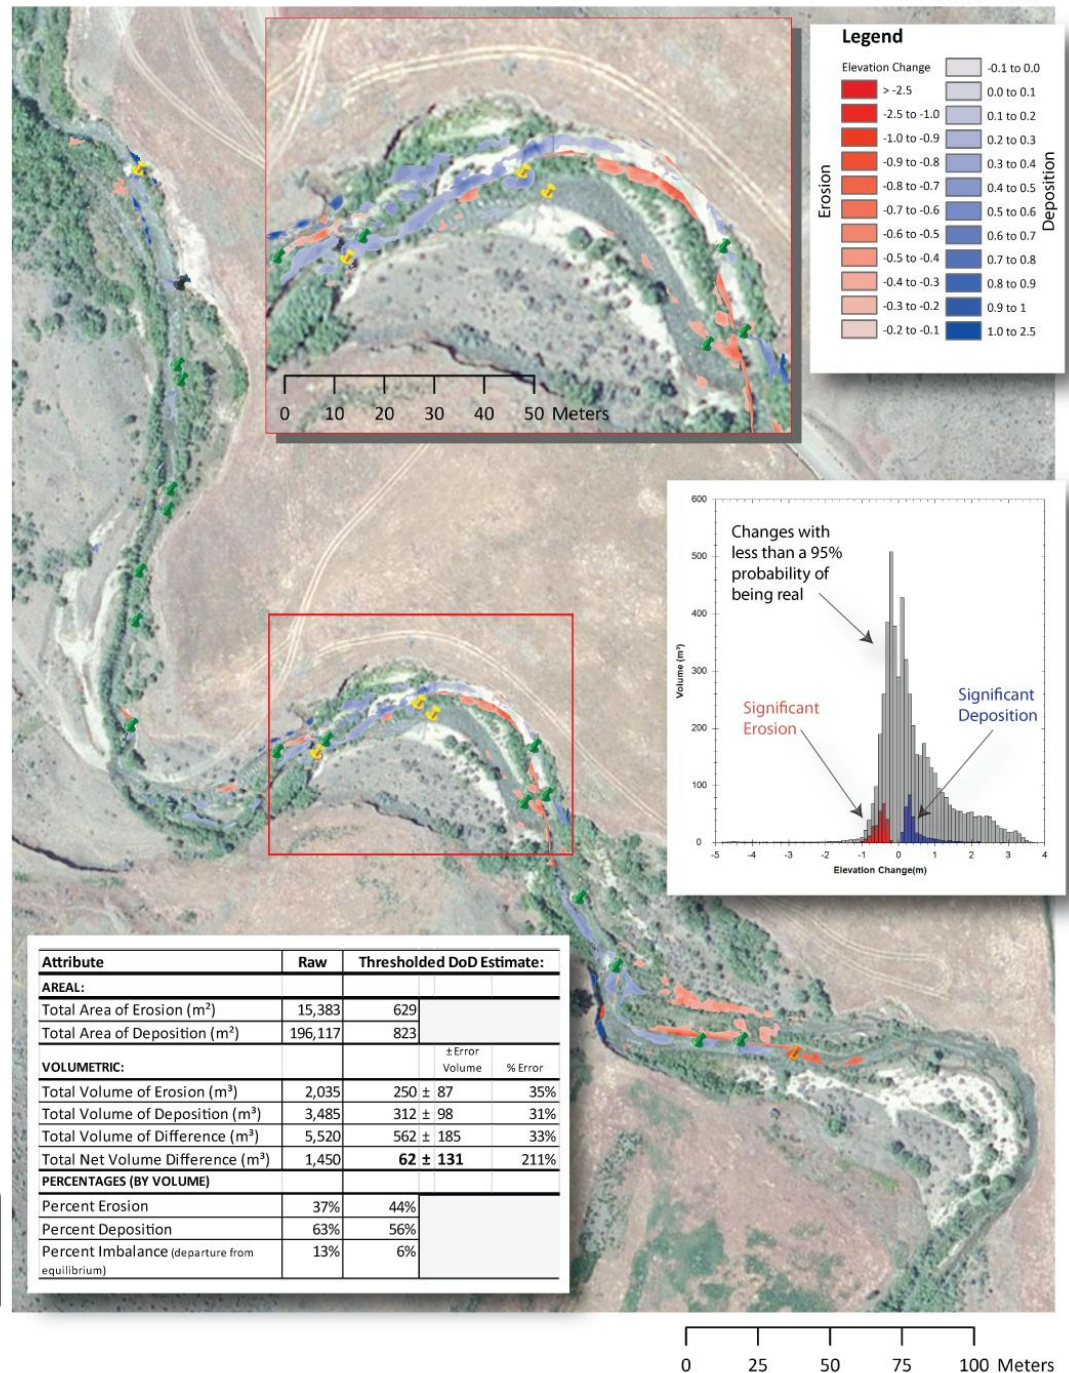 Legend
Elevation Change
Erosion
> -2.5
-2.5 to -1.0
-1.0 to -0.9
-0.9 to -0.8
-0.8 to -0.7
-0.7 to -0.6
-0.6 to -0.5
-0.5 to -0.4
-0.4 to -0.3
-0.3 to -0.2
-0.2 to -0.1
-0.1 to 0.0
0.0 to 0.1
0.1 to 0.2
0.2 to 0.3
0.3 to 0.4
0.4 to 0.5
0.5 to 0.6
0.6 to 0.7
0.7 to 0.8
0.8 to 0.9
0.9 to 1
1.0 to 2.5
Deposition
0 10 20 30 40 50 Meters
600
500
400
300
200
100
0
Volume (m³)
Changes with
less than a 95%
probability of
being real
Significant
Erosion
Significant
Deposition
-5 -4 -3 -2 -1 0 1 2 3 4
Elevation Change(m)
Attribute Raw Thresholded DoD Estimate:
AREAL:
Total Area of Erosion (m²) 15,383 629
Total Area of Deposition (m²) 196,117 823
VOLUMETRIC: ± Error Volume % Error
Total Volume of Erosion (m³) 2,035 250 ± 87 35%
Total Volume of Deposition (m³) 3,485 312 ± 98 31%
Total Volume of Difference (m³) 5,520 562 ± 185 33%
Total Net Volume Difference (m³) 1,450 62 ± 131 211%
PERCENTAGES (BY VOLUME)
Percent Erosion 37% 44%
Percent Deposition 63% 56%
Percent Imbalance (departure from equilibrium) 13% 6%
0 25 50 75 100 Meters